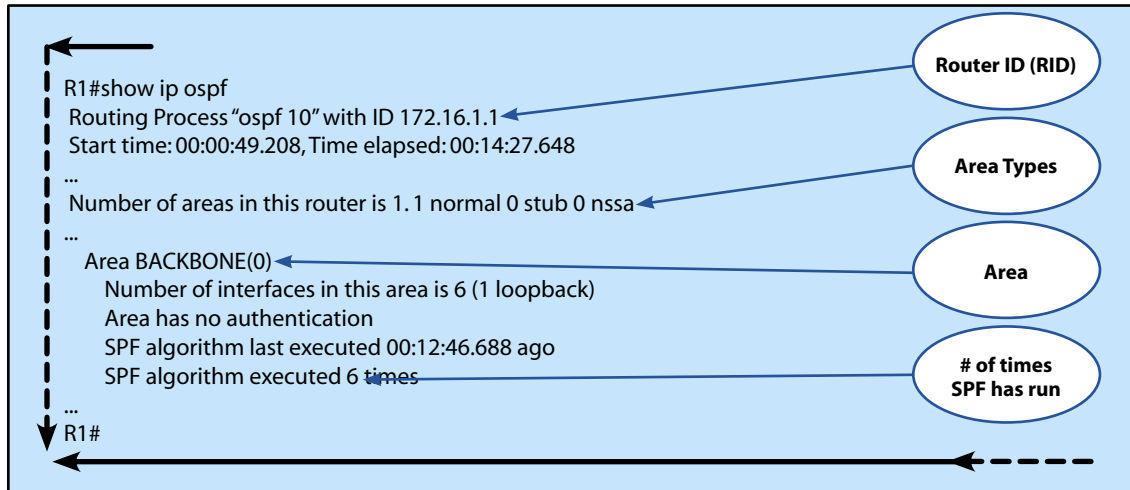 R1#show ip ospf
Routing Process “ospf 10” with ID 172.16.1.1
Start time: 00:00:49.208, Time elapsed: 00:14:27.648
...
Number of areas in this router is 1. 1 normal 0 stub 0 nssa
...
Area BACKBONE(0)
Number of interfaces in this area is 6 (1 loopback)
Area has no authentication
SPF algorithm last executed 00:12:46.688 ago
SPF algorithm executed 6 times
...
R1#
Router ID (RID)
Area Types
Area
# of times
SPF has run